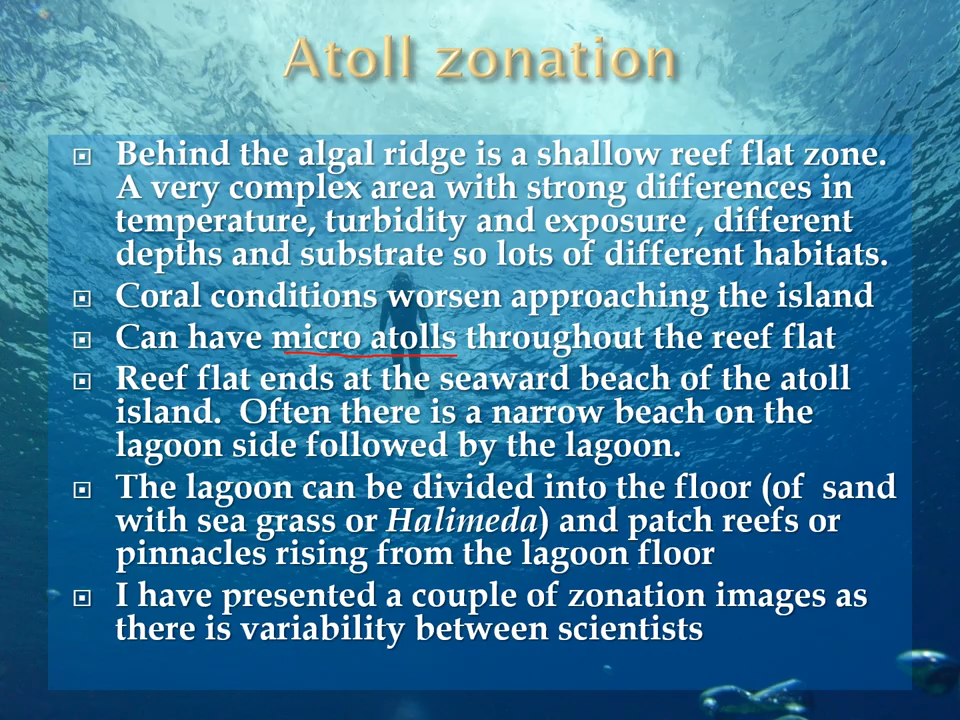 Atoll zonation
Behind the algal ridge is a shallow reef flat zone.
A very complex area with strong differences in
temperature, turbidity and exposure , different
depths and substrate so lots of different habitats.
Coral conditions worsen approaching the island
Can have micro atolls throughout the reef flat
Reef flat ends at the seaward beach of the atoll
island.  Often there is a narrow beach on the
lagoon side followed by the lagoon.
The lagoon can be divided into the floor (of  sand
with sea grass or Halimeda) and patch reefs or
pinnacles rising from the lagoon floor
I have presented a couple of zonation images as
there is variability between scientists